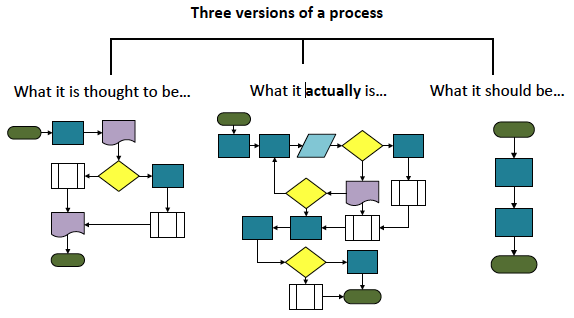 Three versions of a process
What it is thought to be...
What it actually is...
What it should be...